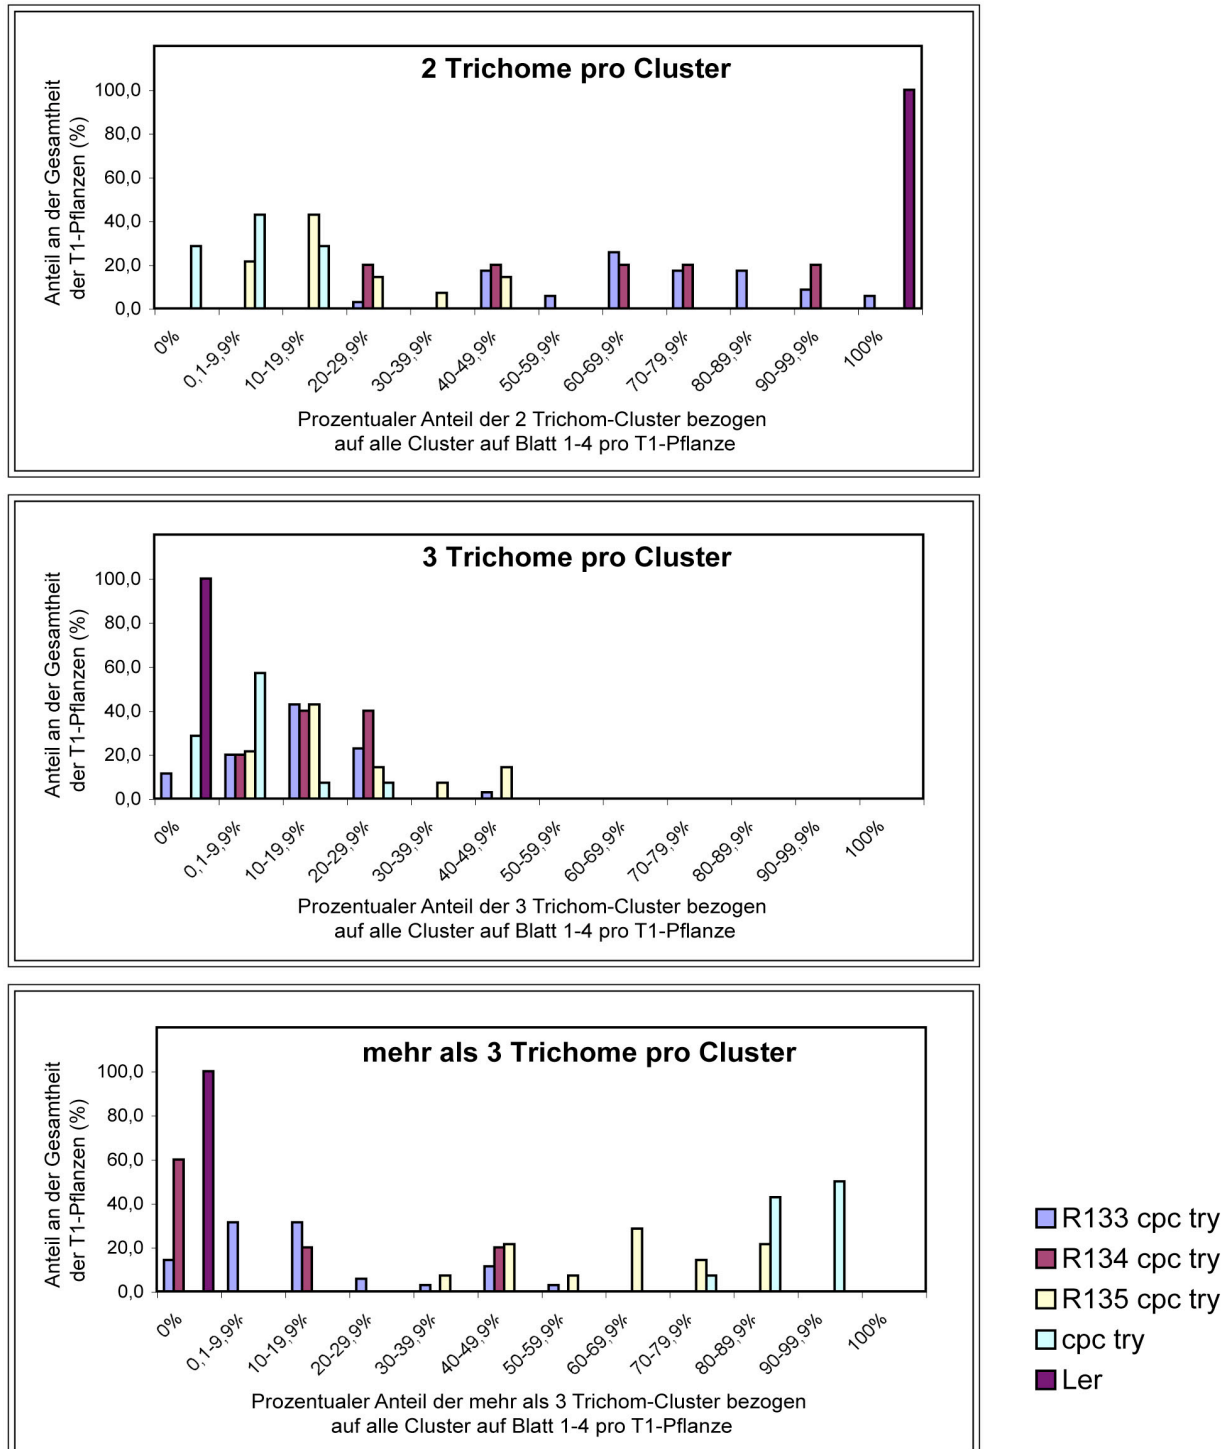 2 Trichome pro Cluster
Anteil an der Gesamtheit
der T1-Pflanzen (%)
100,0
80,0
60,0
40,0
20,0
0,0
0%
0,1-9,9%
10-19,9%
20-29,9%
30-39,9%
40-49,9%
50-59,9%
60-69,9%
70-79,9%
80-89,9%
90-99,9%
100%
Prozentualer Anteil der 2 Trichom-Cluster bezogen
auf alle Cluster auf Blatt 1-4 pro T1-Pflanze
3 Trichome pro Cluster
Anteil an der Gesamtheit
der T1-Pflanzen (%)
100,0
80,0
60,0
40,0
20,0
0,0
0%
0,1-9,9%
10-19,9%
20-29,9%
30-39,9%
40-49,9%
50-59,9%
60-69,9%
70-79,9%
80-89,9%
90-99,9%
100%
Prozentualer Anteil der 3 Trichom-Cluster bezogen
auf alle Cluster auf Blatt 1-4 pro T1-Pflanze
mehr als 3 Trichome pro Cluster
Anteil an der Gesamtheit
der T1-Pflanzen (%)
100,0
80,0
60,0
40,0
20,0
0,0
0%
0,1-9,9%
10-19,9%
20-29,9%
30-39,9%
40-49,9%
50-59,9%
60-69,9%
70-79,9%
80-89,9%
90-99,9%
100%
Prozentualer Anteil der mehr als 3 Trichom-Cluster bezogen
auf alle Cluster auf Blatt 1-4 pro T1-Pflanze
R133 cpc try
R134 cpc try
R135 cpc try
cpc try
Ler